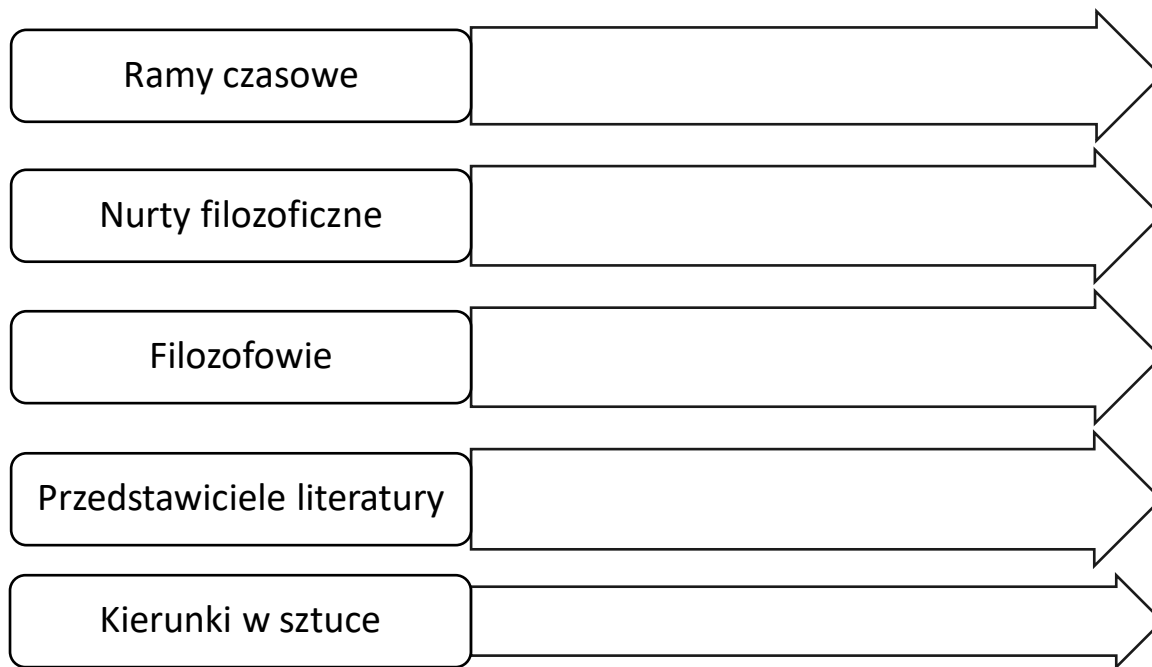 Ramy czasowe
Nurty filozoficzne
Filozofowie
Przedstawiciele literatury
Kierunki w sztuce